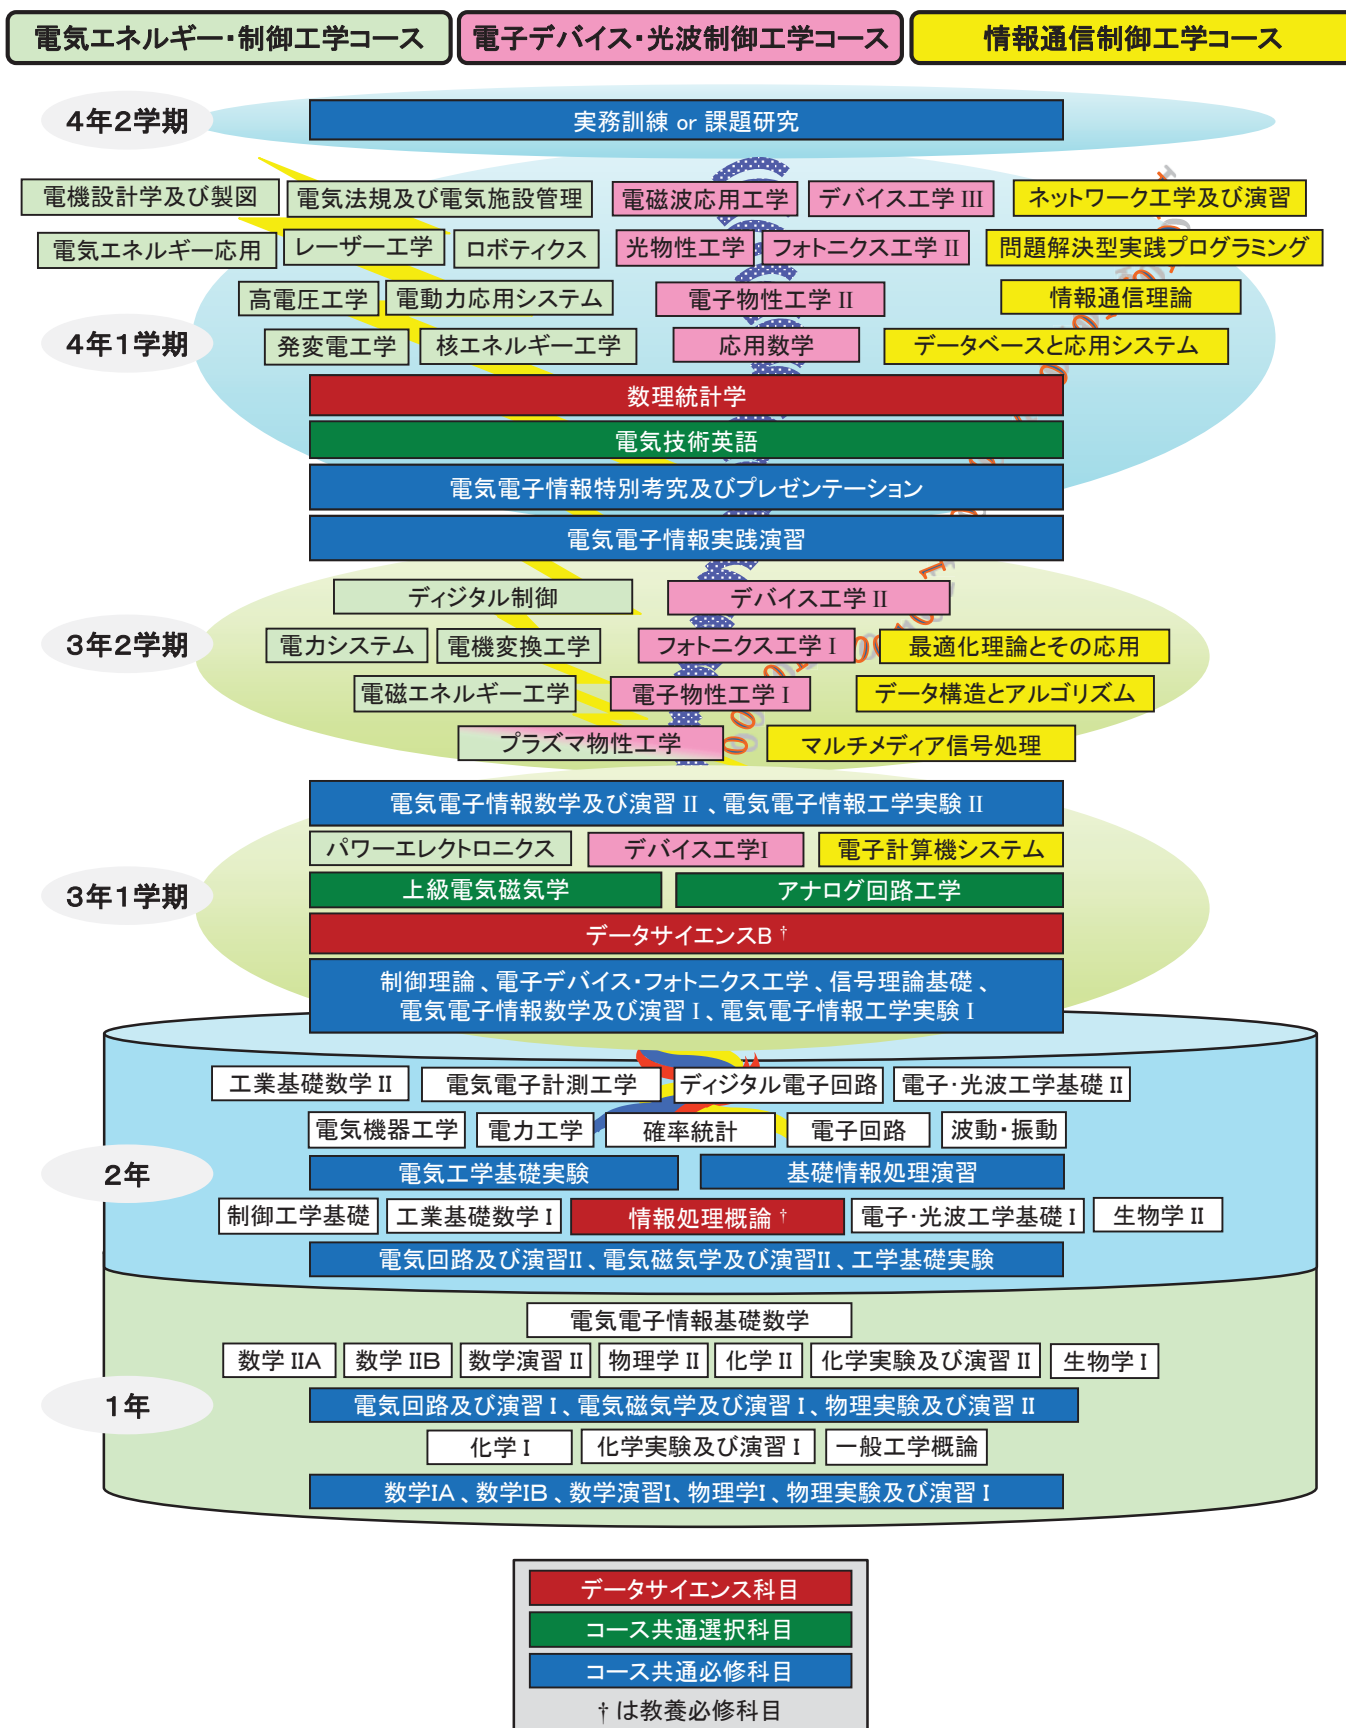 電気エネルギー・制御工学コース
電子デバイス・光波制御工学コース
情報通信制御工学コース
4年2学期
実務訓練 or 課題研究
電機設計学及び製図
電気法規及び電気施設管理
電磁波応用工学
デバイス工学 III
ネットワーク工学及び演習
電気エネルギー応用
レーザー工学
ロボティクス
光物性工学
フォトニクス工学 II
問題解決型実践プログラミング
高電圧工学
電動力応用システム
電子物性工学 II
情報通信理論
4年1学期
発変電工学
核エネルギー工学
応用数学
データベースと応用システム
数理統計学
電気技術英語
電気電子情報特別考究及びプレゼンテーション
電気電子情報実践演習
ディジタル制御
デバイス工学 II
3年2学期
電力システム
電機変換工学
フォトニクス工学 I
最適化理論とその応用
電磁エネルギー工学
電子物性工学 I
データ構造とアルゴリズム
プラズマ物性工学
マルチメディア信号処理
電気電子情報数学及び演習 II 、電気電子情報工学実験 II
パワーエレクトロニクス
デバイス工学I
電子計算機システム
3年1学期
上級電気磁気学
アナログ回路工学
データサイエンスB †
制御理論、電子デバイス・フォトニクス工学、信号理論基礎、
電気電子情報数学及び演習 I 、電気電子情報工学実験 I
工業基礎数学 II
電気電子計測工学
ディジタル電子回路
電子・光波工学基礎 II
電気機器工学
電力工学
確率統計
電子回路
波動・振動
2年
電気工学基礎実験
基礎情報処理演習
制御工学基礎
工業基礎数学 I
情報処理概論 †
電子・光波工学基礎 I
生物学 II
電気回路及び演習II 、電気磁気学及び演習II 、工学基礎実験
電気電子情報基礎数学
数学 IIA
数学 IIB
数学演習 II
物理学 II
化学 II
化学実験及び演習 II
生物学 I
1年
電気回路及び演習 I 、電気磁気学及び演習 I 、物理実験及び演習 II
化学 I
化学実験及び演習 I
一般工学概論
数学IA 、数学IB 、数学演習I、物理学I 、物理実験及び演習 I
データサイエンス科目
コース共通選択科目
コース共通必修科目
† は教養必修科目